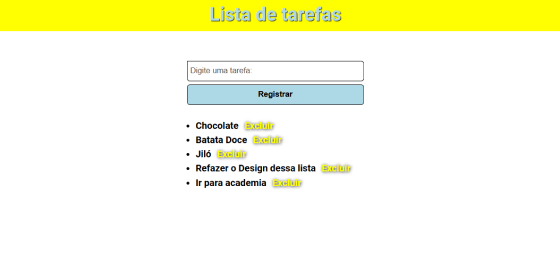 Lista de tarefas
Digite uma tarefa:
Registrar
Chocolate Excluir
Batata Doce Excluir
Jiló Excluir
Refazer o Design dessa lista Excluir
Ir para academia Excluir